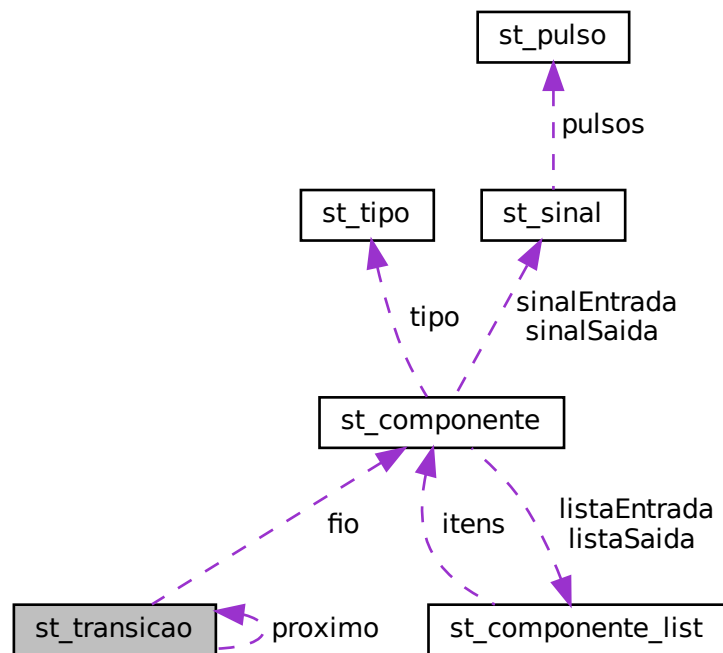 st_pulso
pulsos
st_tipo
st_sinal
tipo
sinalEntrada
sinalSaida
st_componente
fio
itens
listaEntrada
listaSaida
st_transicao
proximo
st_componente_list